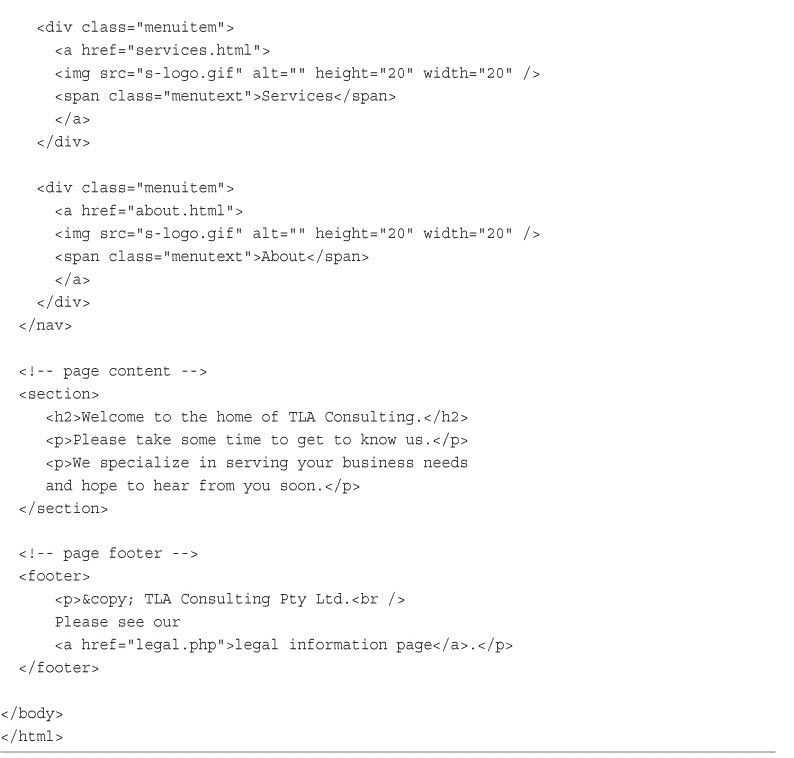 <div class="menuitem">
<a href="services.html">
<img src="s-logo.gif" alt="" height="20" width="20" />
<span class="menutext">Services</span>
</a>
</div>
<div class="menuitem">
<a href="about.html">
<img src="s-logo.gif" alt="" height="20" width="20" />
<span class="menutext">About</span>
</a>
</div>
</nav>
<!-- page content -->
<section>
<h2>Welcome to the home of TLA Consulting.</h2>
<p>Please take some time to get to know us.</p>
<p>We specialize in serving your business needs
and hope to hear from you soon.</p>
</section>
<!-- page footer -->
<footer>
<p>&copy; TLA Consulting Pty Ltd.<br />
Please see our
<a href="legal.php">legal information page</a>.</p>
</footer>
</body>
</html>